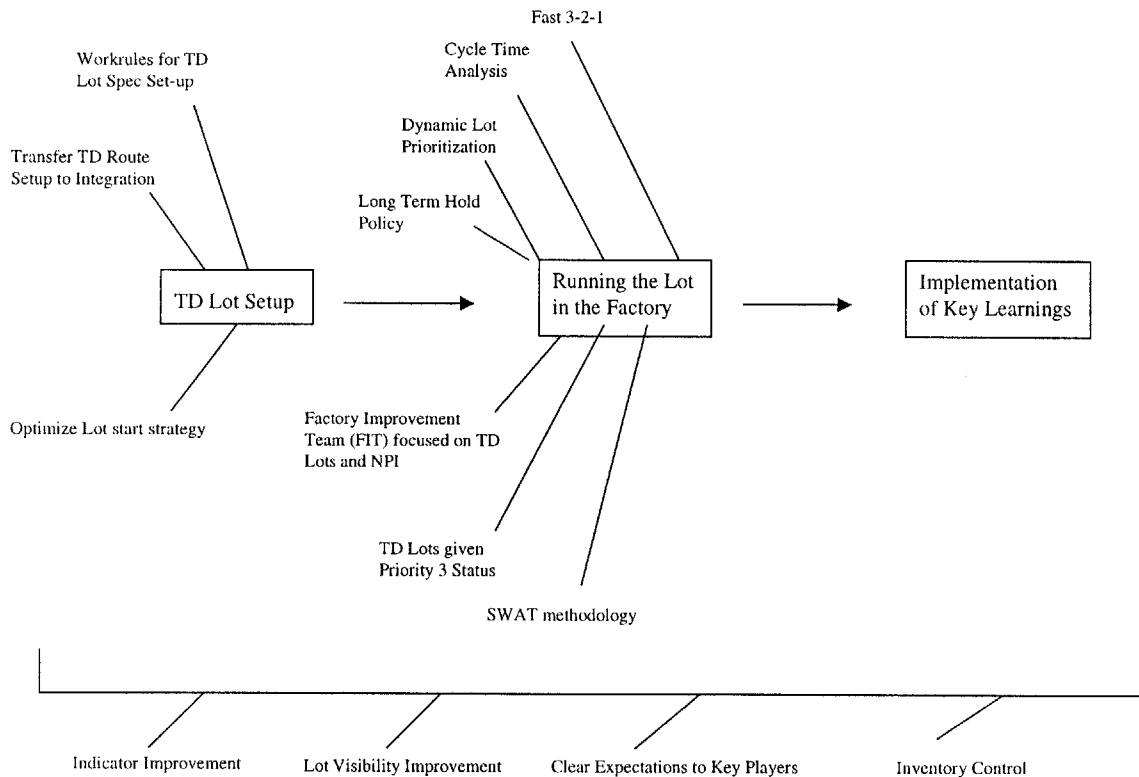 Fast 3-2-1
Workrules for TD
Lot Spec Set-up
Cycle Time
Analysis
Dynamic Lot
Prioritization
Transfer TD Route
Setup to Integration
Long Term Hold
Policy
TD Lot Setup
Running the Lot
in the Factory
Implementation
of Key Learnings
Optimize Lot start strategy
Factory Improvement
Team (FIT) focused on TD
Lots and NPI
TD Lots given
Priority 3 Status
SWAT methodology
Indicator Improvement
Lot Visibility Improvement
Clear Expectations to Key Players
Inventory Control